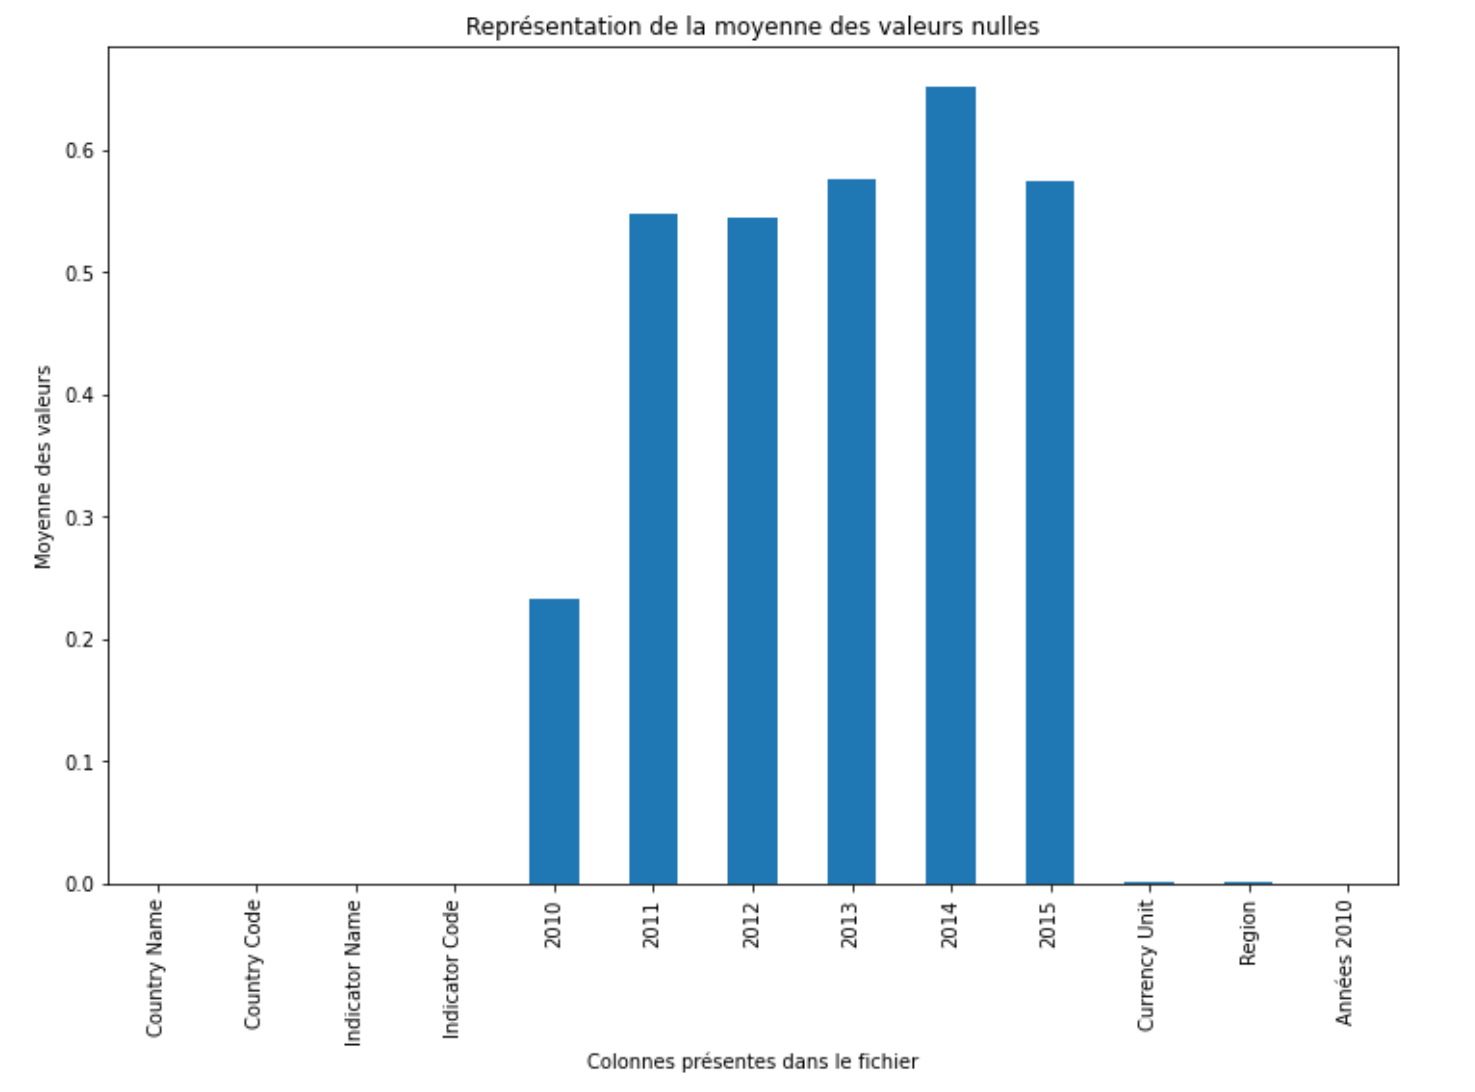 Représentation de la moyenne des valeurs nulles
Moyenne des valeurs
0.6
0.5
0.4
0.3
0.2
0.1
0.0
Country Name
Country Code
Indicator Name
Indicator Code
2010
2011
2012
2013
2014
2015
Currency Unit
Region
Années 2010
Colonnes présentes dans le fichier